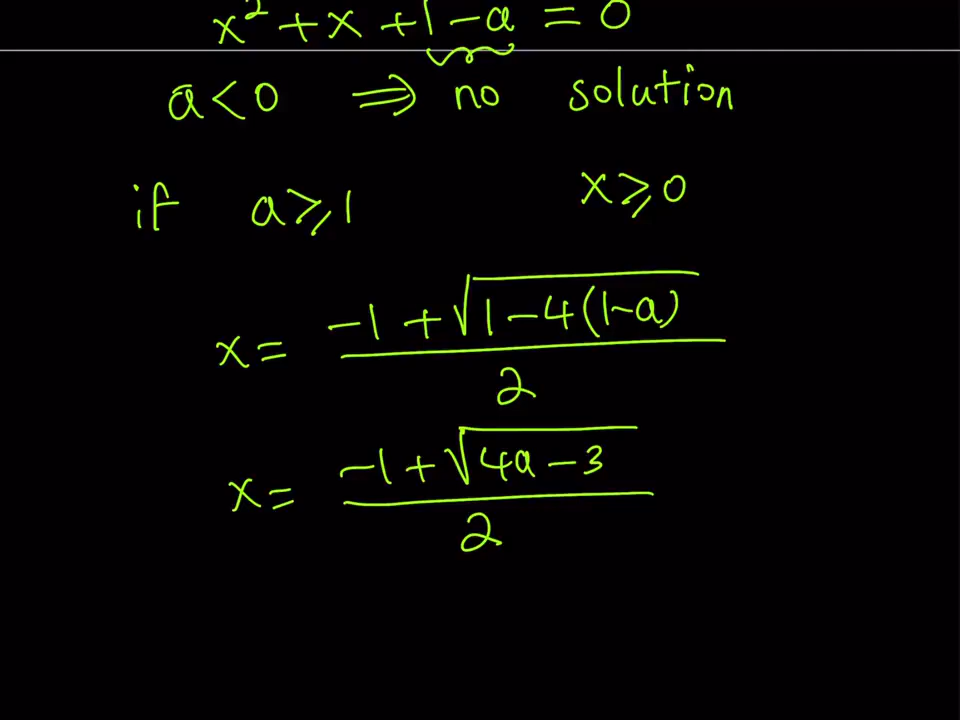 x² + x + 1 - a = 0
a < 0 ⇒ no solution
if a ⩾ 1 x ⩾ 0
x = (-1 + √(1 - 4(1-a))) / 2
x = (-1 + √(4a - 3)) / 2